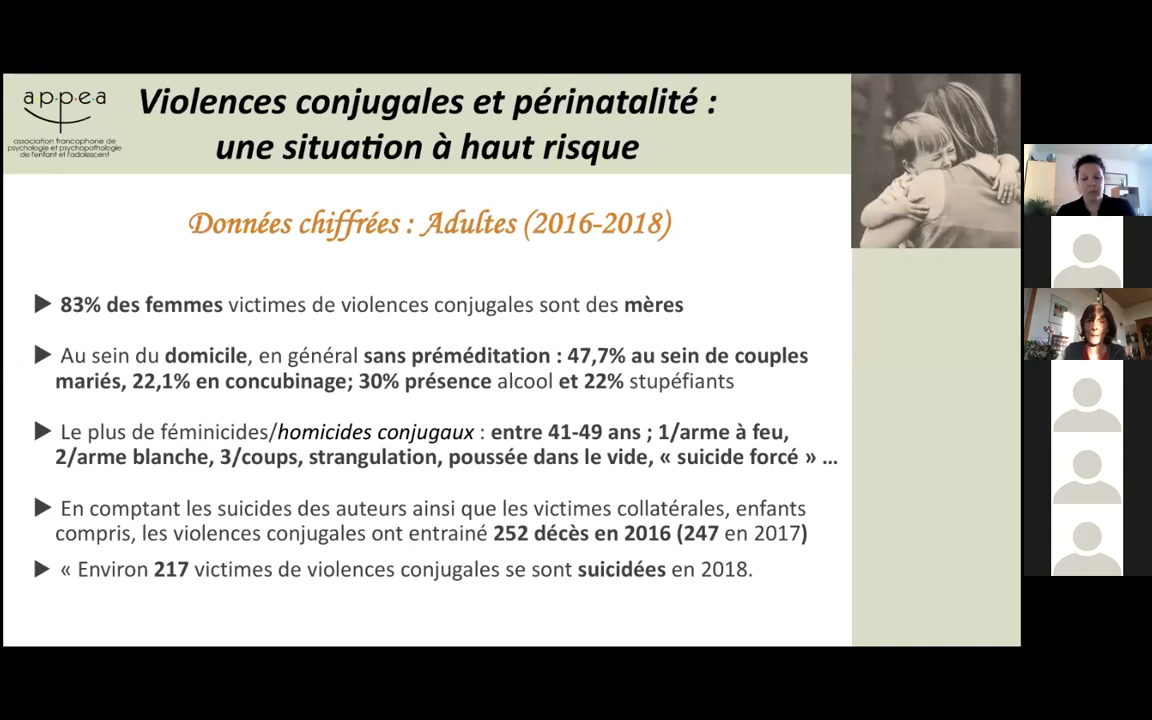 appea
association francophone de
psychologie et psychopathologie
de l'enfant et l'adolescent
Violences conjugales et périnatalité :
une situation à haut risque
Données chiffrées : Adultes (2016-2018)
▶ 83% des femmes victimes de violences conjugales sont des mères
▶ Au sein du domicile, en général sans préméditation : 47,7% au sein de couples
mariés, 22,1% en concubinage; 30% présence alcool et 22% stupéfiants
▶ Le plus de féminicides/homicides conjugaux : entre 41-49 ans ; 1/arme à feu,
2/arme blanche, 3/coups, strangulation, poussée dans le vide, « suicide forcé » ...
▶ En comptant les suicides des auteurs ainsi que les victimes collatérales, enfants
compris, les violences conjugales ont entrainé 252 décès en 2016 (247 en 2017)
▶ « Environ 217 victimes de violences conjugales se sont suicidées en 2018.